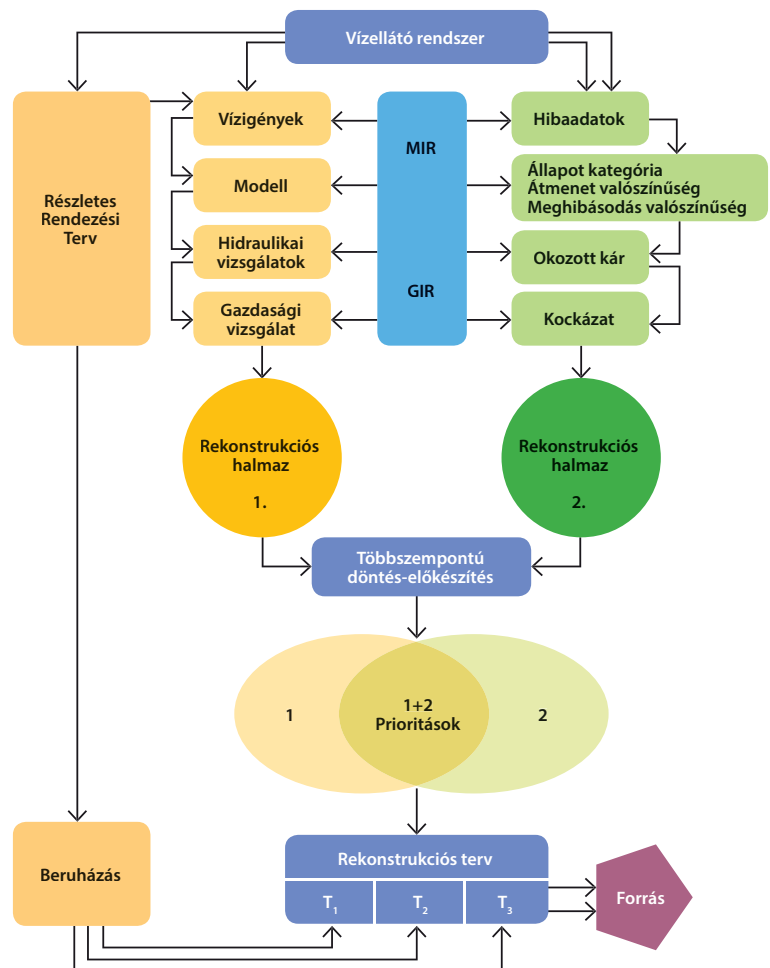 Vízellátó rendszer
Részletes
Rendezési
Terv
Vízigények
Modell
Hidraulikai
vizsgálatok
Gazdasági
vizsgálat
MIR
GIR
Hibaadatok
Állapot kategória
Átmenet valószínűség
Meghibásodás valószínűség
Okozott kár
Kockázat
Rekonstrukciós
halmaz
1.
Rekonstrukciós
halmaz
2.
Többszempontú
döntés-előkészítés
1
1+2
Prioritások
2
Beruházás
Rekonstrukciós terv
T₁
T₂
T₃
Forrás